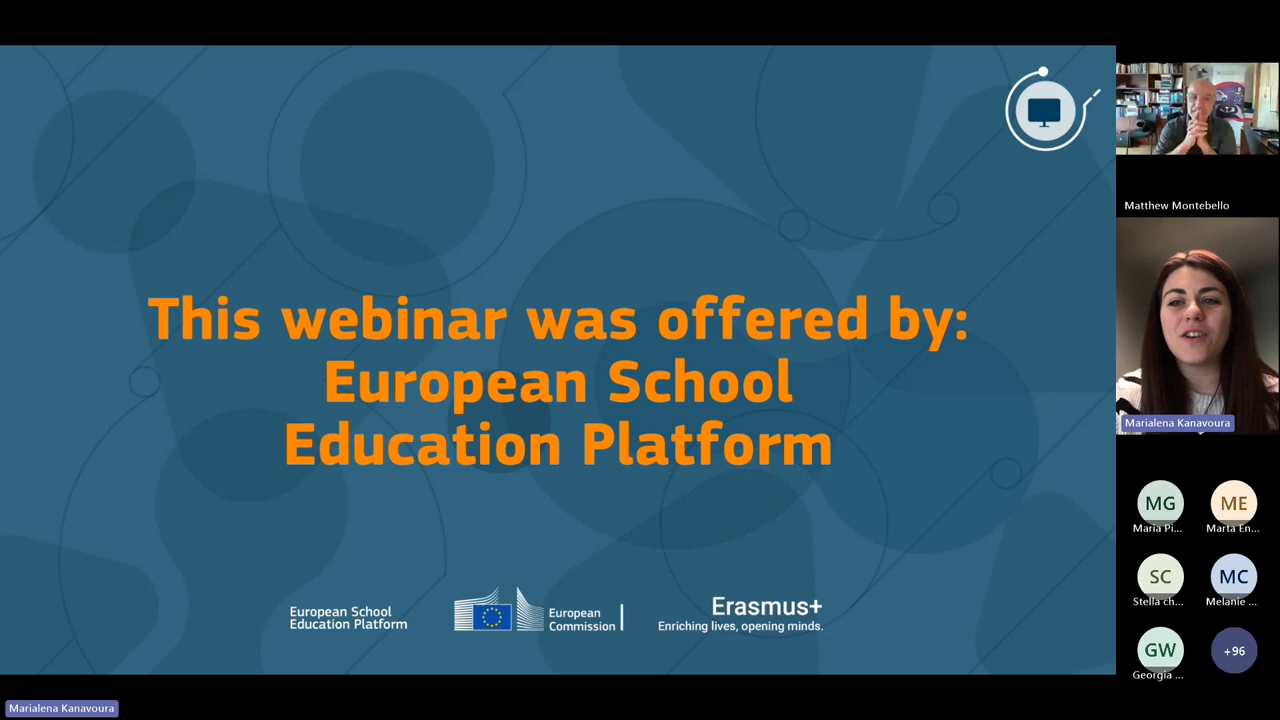 This webinar was offered by:
European School
Education Platform
European School
Education Platform
European
Commission
Erasmus+
Enriching lives, opening minds.
Matthew Montebello
Marialena Kanavoura
MG
Maria Pi...
ME
Marta En...
SC
Stella ch...
MC
Melanie ...
GW
Georgia ...
+96
Marialena Kanavoura